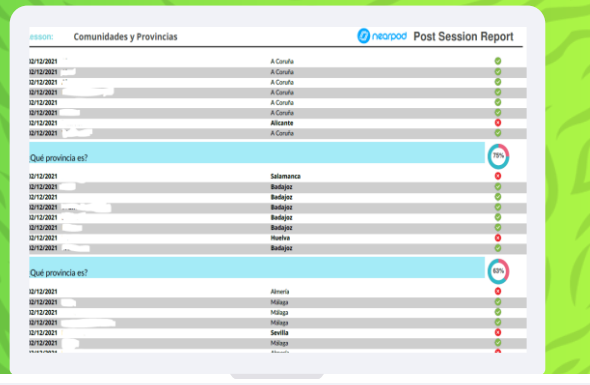 esson: Comunidades y Provincias nearpod Post Session Report
02/12/2021 A Coruña
02/12/2021 A Coruña
02/12/2021 A Coruña
02/12/2021 A Coruña
02/12/2021 A Coruña
02/12/2021 A Coruña
02/12/2021 Alicante
02/12/2021 A Coruña
Qué provincia es? 75%
02/12/2021 Salamanca
02/12/2021 Badajoz
02/12/2021 Badajoz
02/12/2021 Badajoz
02/12/2021 Badajoz
02/12/2021 Badajoz
02/12/2021 Huelva
02/12/2021 Badajoz
Qué provincia es? 63%
02/12/2021 Almería
02/12/2021 Málaga
02/12/2021 Málaga
02/12/2021 Málaga
02/12/2021 Sevilla
02/12/2021 Málaga
02/12/2021 Almería